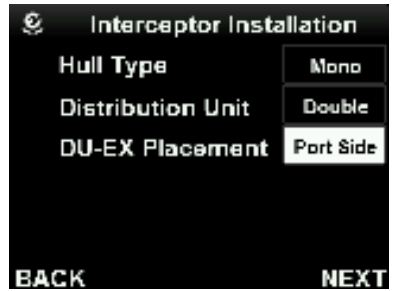 Interceptor Installation
Hull Type Mono
Distribution Unit Double
DU-EX Placement Port Side
BACK NEXT